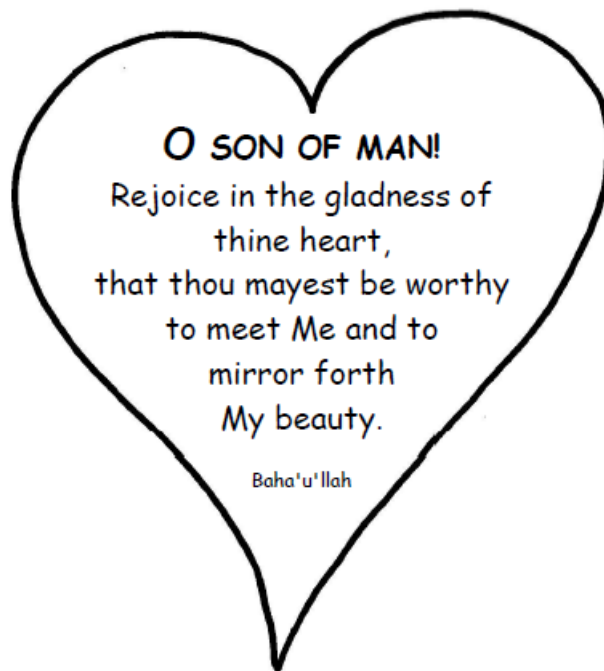 O SON OF MAN!
Rejoice in the gladness of
thine heart,
that thou mayest be worthy
to meet Me and to
mirror forth
My beauty.
Baha'u'llah